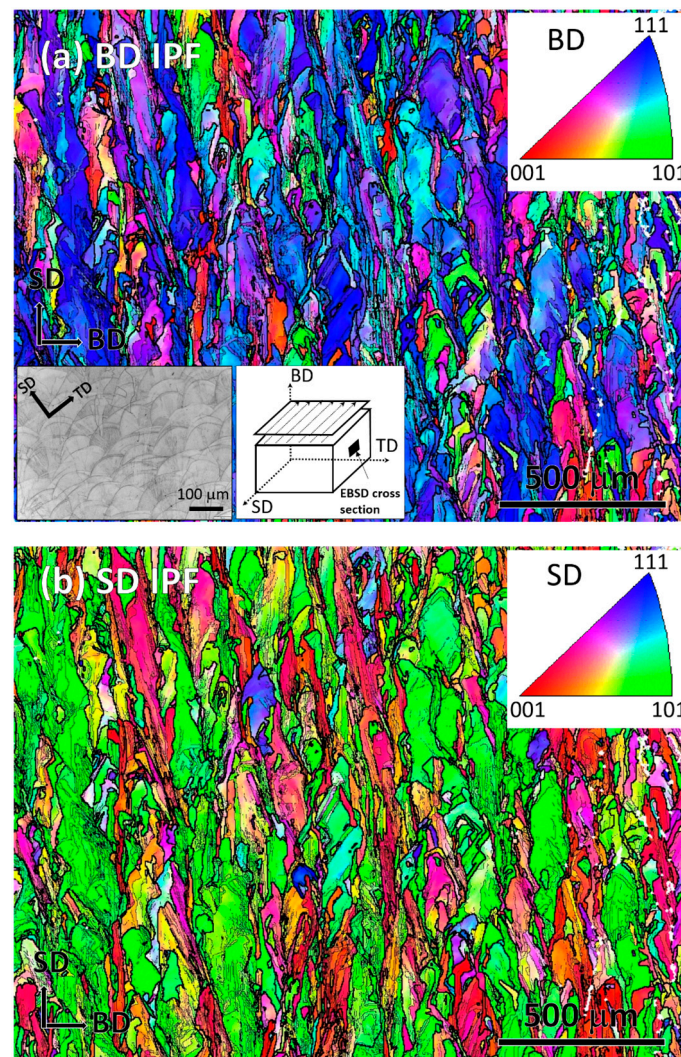 (a) BD IPF
BD
111
001
101
SD
BD
SD
TD
100 μm
BD
TD
SD
EBSD cross
section
500 μm
(b) SD IPF
SD
111
001
101
SD
BD
500 μm